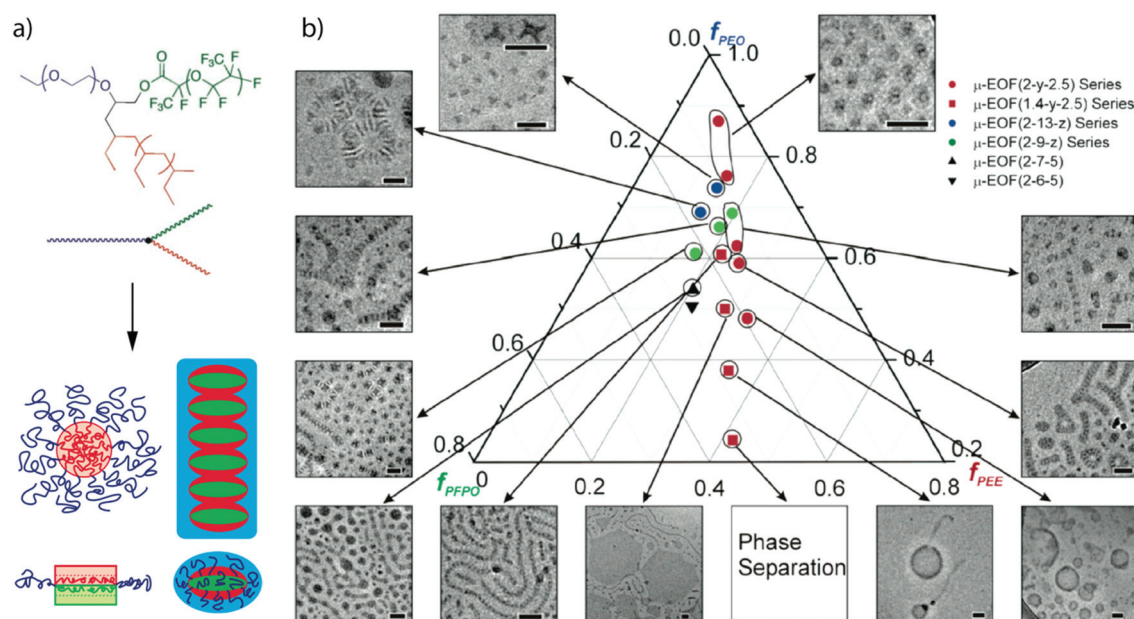 a)
O
O
O
O
F₃C
F
F₃C
F
F
O
F
F
CF₃
F
F
b)
f_PEO
0.0
1.0
0.2
0.8
0.4
0.6
0.6
0.4
0.8
0.2
0
0.2
0.4
0.6
0.8
f_PFPO
f_PEE
μ-EOF(2-y-2.5) Series
μ-EOF(1.4-y-2.5) Series
μ-EOF(2-13-z) Series
μ-EOF(2-9-z) Series
μ-EOF(2-7-5)
μ-EOF(2-6-5)
Phase
Separation